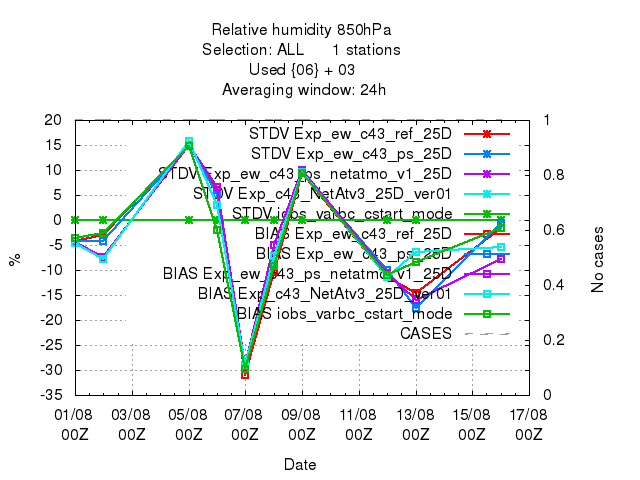 Relative humidity 850hPa
Selection: ALL 1 stations
Used {06} + 03
Averaging window: 24h
20
15
10
5
0
-5
-10
-15
-20
-25
-30
-35
%
1
0.8
0.6
0.4
0.2
0
No cases
STDV Exp_ew_c43_ref_25D
STDV Exp_ew_c43_ps_25D
STDV Exp_ew_c43_ps_netatmo_v1_25D
STDV Exp_c43_NetAtv3_25D_ver01
STDV iobs_varbc_cstart_mode
BIAS Exp_ew_c43_ref_25D
BIAS Exp_ew_c43_ps_25D
BIAS Exp_ew_c43_ps_netatmo_v1_25D
BIAS Exp_c43_NetAtv3_25D_ver01
BIAS iobs_varbc_cstart_mode
CASES
01/08 03/08 05/08 07/08 09/08 11/08 13/08 15/08 17/08
00Z 00Z 00Z 00Z 00Z 00Z 00Z 00Z 00Z
Date